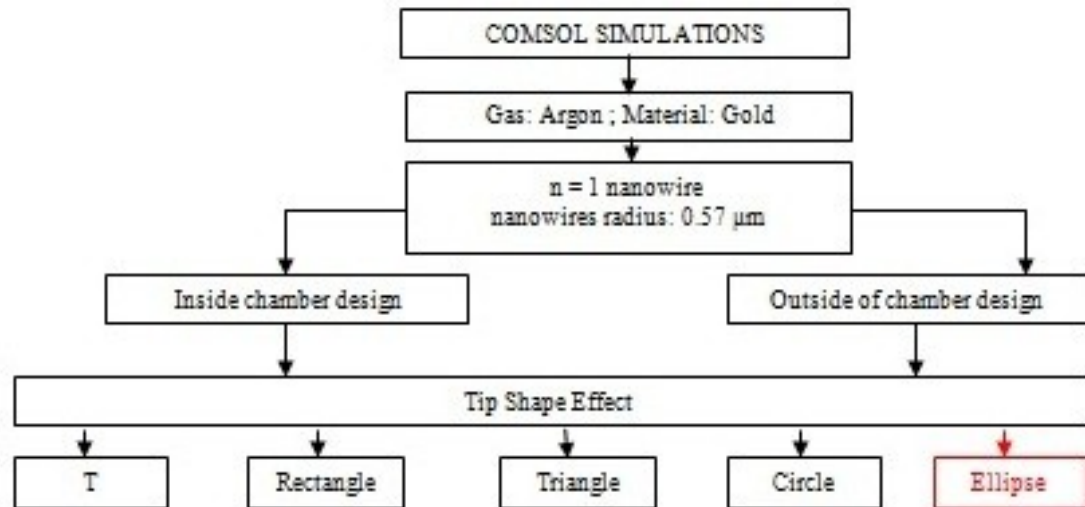 COMSOL SIMULATIONS
Gas: Argon ; Material: Gold
n = 1 nanowire
nanowires radius: 0.57 µm
Inside chamber design
Outside of chamber design
Tip Shape Effect
T
Rectangle
Triangle
Circle
Ellipse